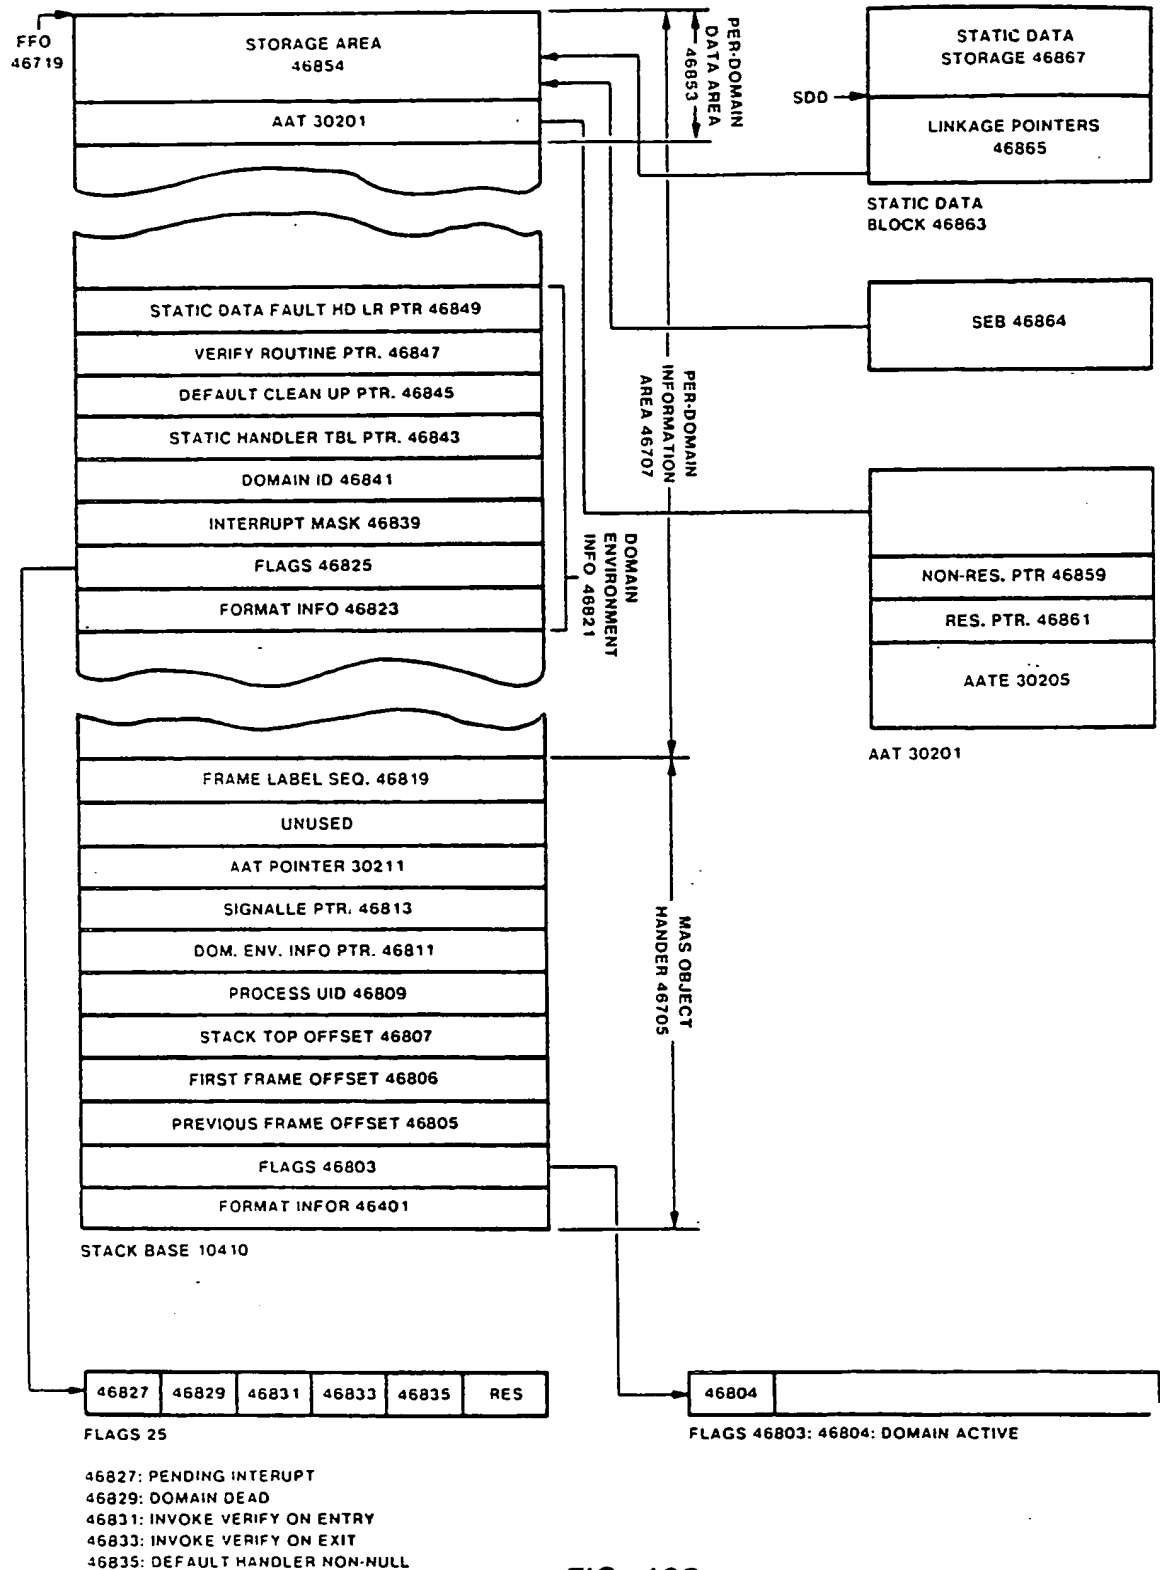 FFO
46719
STORAGE AREA
46854
AAT 30201
PER-DOMAIN
DATA AREA
46853
STATIC DATA
STORAGE 46867
SDD
LINKAGE POINTERS
46865
STATIC DATA
BLOCK 46863
STATIC DATA FAULT HD LR PTR 46849
VERIFY ROUTINE PTR. 46847
DEFAULT CLEAN UP PTR. 46845
STATIC HANDLER TBL PTR. 46843
DOMAIN ID 46841
INTERRUPT MASK 46839
FLAGS 46825
FORMAT INFO 46823
DOMAIN
ENVIRONMENT
INFO 46821
PER-DOMAIN
INFORMATION
AREA 46707
SEB 46864
NON-RES. PTR 46859
RES. PTR. 46861
AATE 30205
AAT 30201
FRAME LABEL SEQ. 46819
UNUSED
AAT POINTER 30211
SIGNALLE PTR. 46813
DOM. ENV. INFO PTR. 46811
PROCESS UID 46809
STACK TOP OFFSET 46807
FIRST FRAME OFFSET 46806
PREVIOUS FRAME OFFSET 46805
FLAGS 46803
FORMAT INFOR 46401
MAS OBJECT
HANDER 46705
STACK BASE 10410
46827 46829 46831 46833 46835 RES
FLAGS 25
46804
FLAGS 46803: 46804: DOMAIN ACTIVE
46827: PENDING INTERUPT
46829: DOMAIN DEAD
46831: INVOKE VERIFY ON ENTRY
46833: INVOKE VERIFY ON EXIT
46835: DEFAULT HANDLER NON-NULL